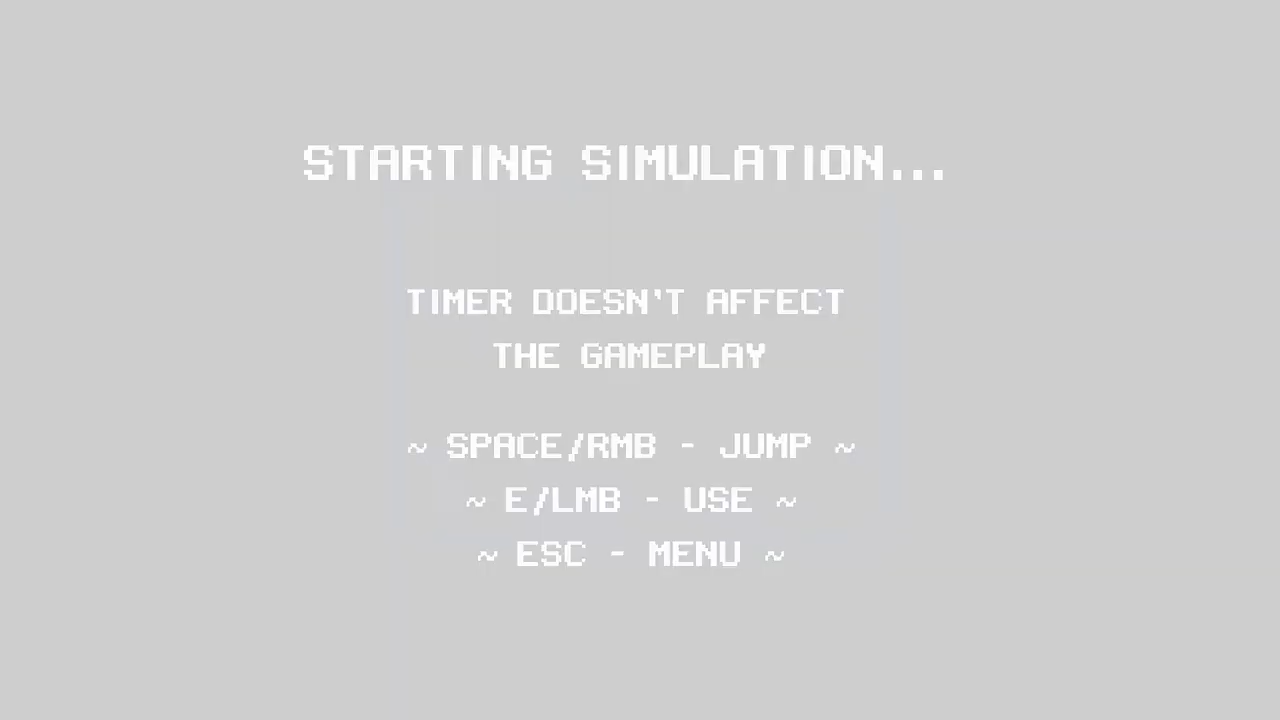 STARTING SIMULATION...
TIMER DOESN'T AFFECT
THE GAMEPLAY
~ SPACE/RMB - JUMP ~
~ E/LMB - USE ~
~ ESC - MENU ~